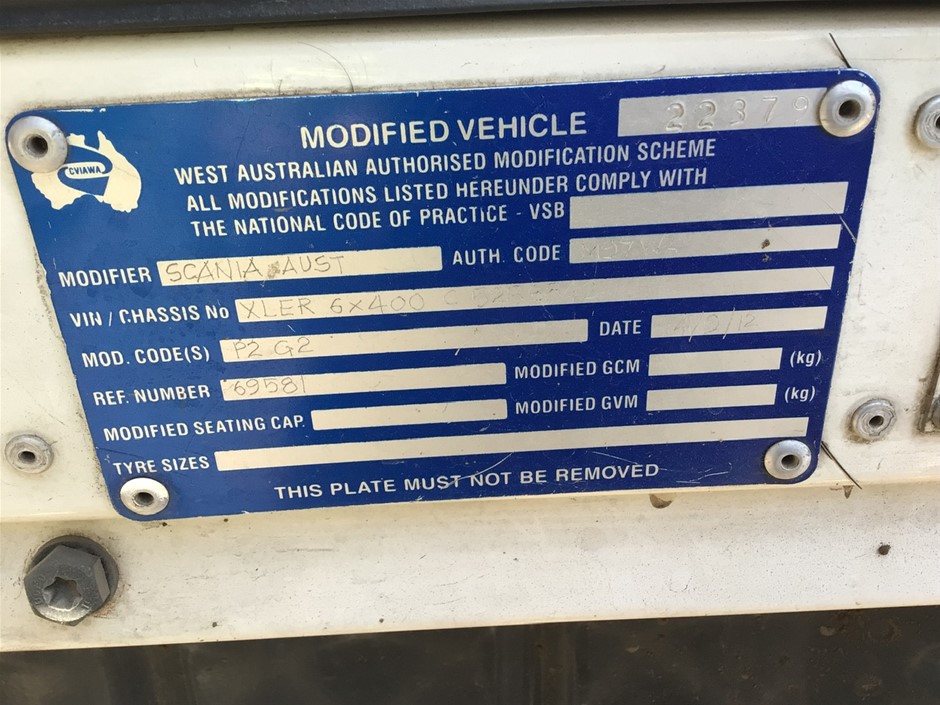 MODIFIED VEHICLE 22379
CVIAWA
WEST AUSTRALIAN AUTHORISED MODIFICATION SCHEME
ALL MODIFICATIONS LISTED HEREUNDER COMPLY WITH
THE NATIONAL CODE OF PRACTICE - VSB
MODIFIER SCANIA AUST AUTH. CODE
VIN / CHASSIS No XLER 6x400
MOD. CODE(S) P2 G2 DATE
REF. NUMBER 69581 MODIFIED GCM (kg)
MODIFIED SEATING CAP. MODIFIED GVM (kg)
TYRE SIZES
THIS PLATE MUST NOT BE REMOVED